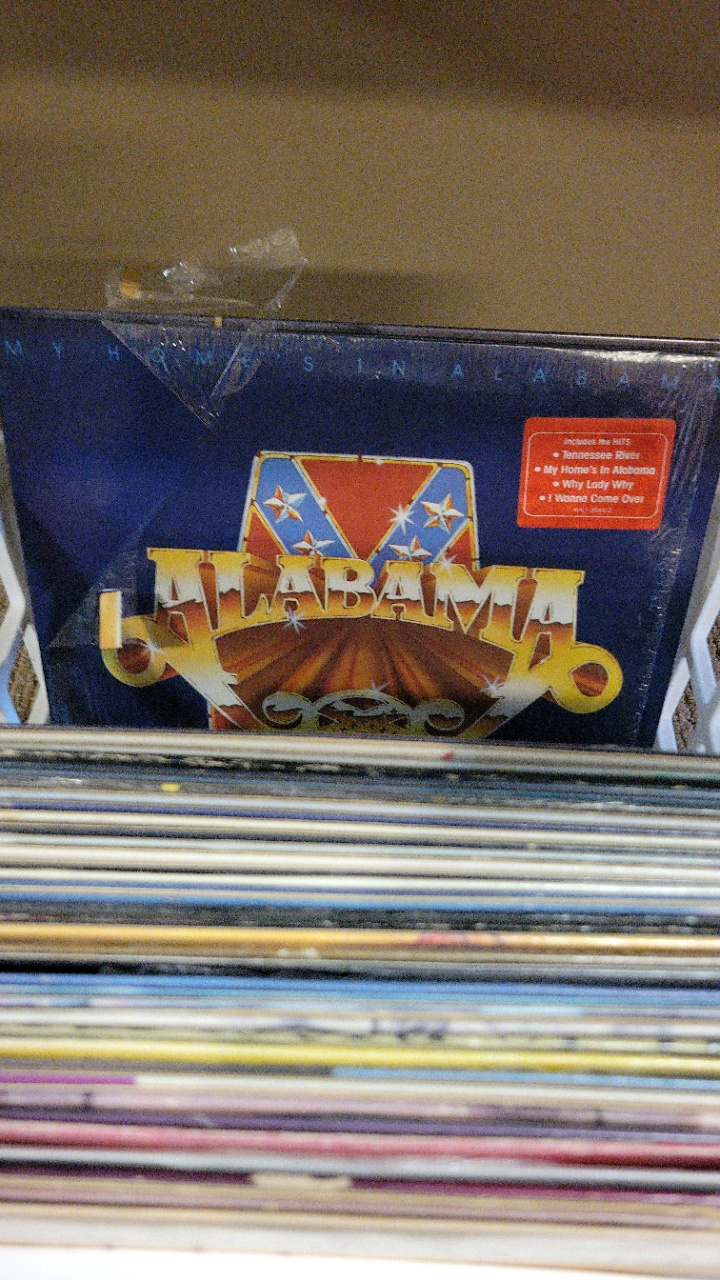 MY HOME'S IN ALABAMA
Includes the HITS:
• Tennessee River
• My Home's In Alabama
• Why Lady Why
• I Wanna Come Over
ALABAMA